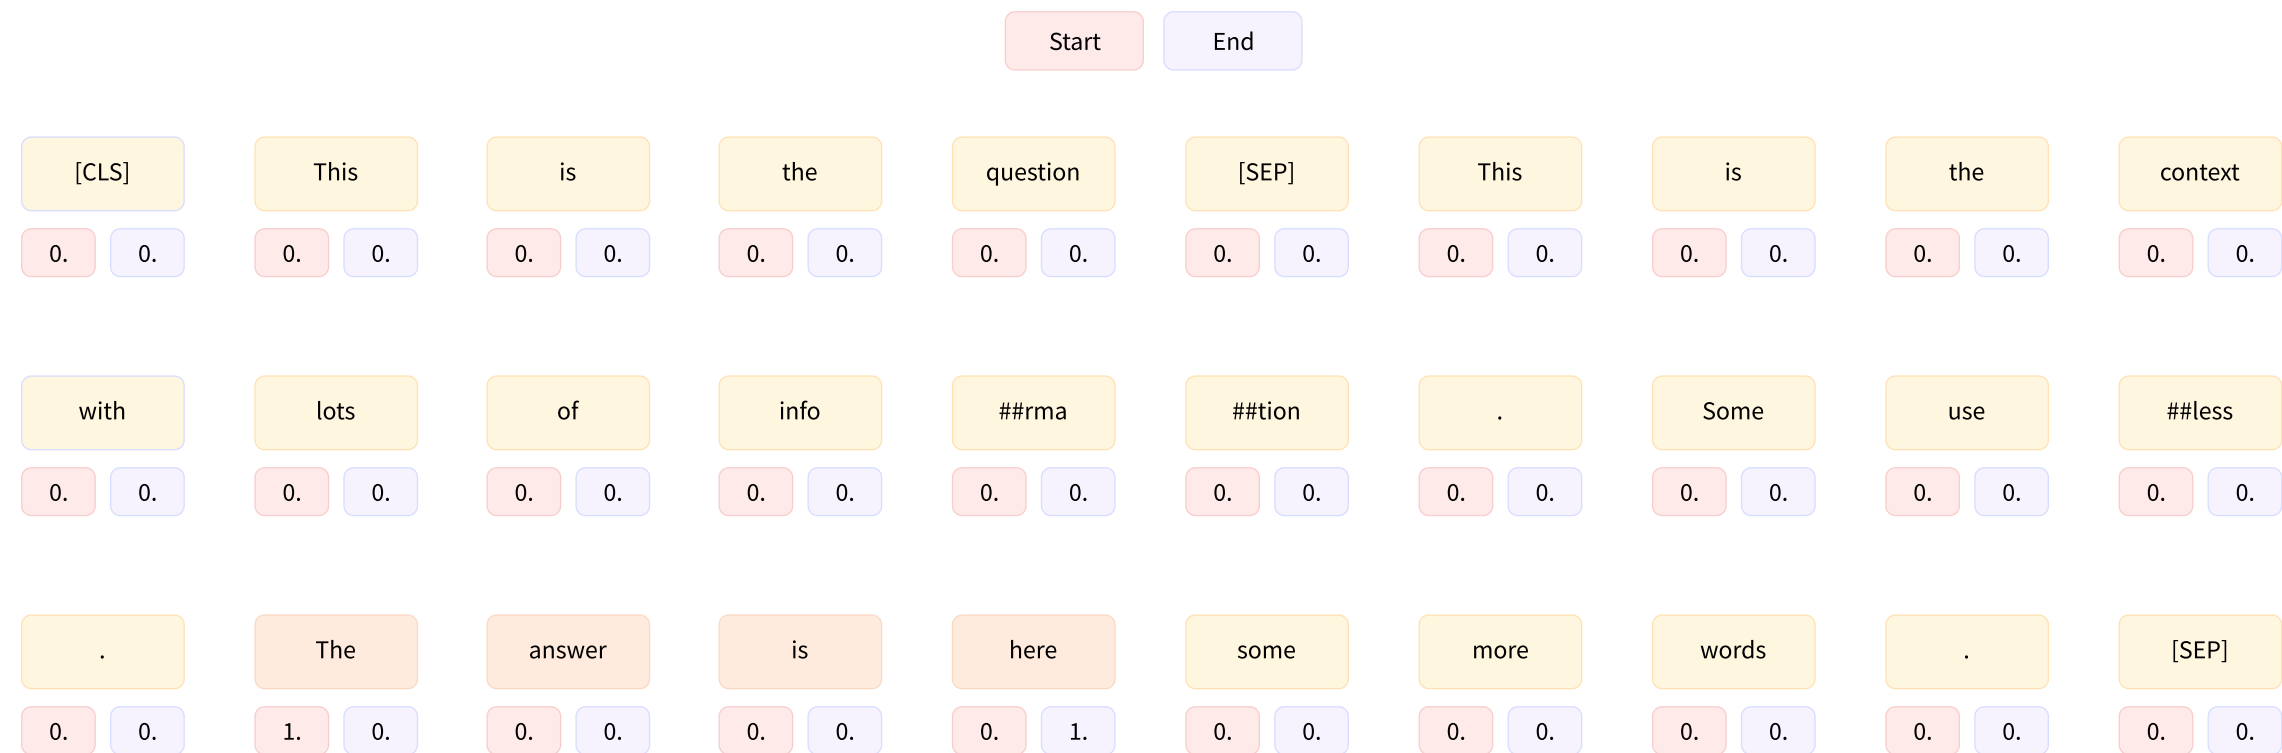 Start End
[CLS] This is the question [SEP] This is the context
0. 0. 0. 0. 0. 0. 0. 0. 0. 0. 0. 0. 0. 0. 0. 0. 0. 0. 0. 0.
with lots of info ##rma ##tion . Some use ##less
0. 0. 0. 0. 0. 0. 0. 0. 0. 0. 0. 0. 0. 0. 0. 0. 0. 0. 0. 0.
. The answer is here some more words . [SEP]
0. 0. 1. 0. 0. 0. 0. 0. 0. 1. 0. 0. 0. 0. 0. 0. 0. 0. 0. 0.